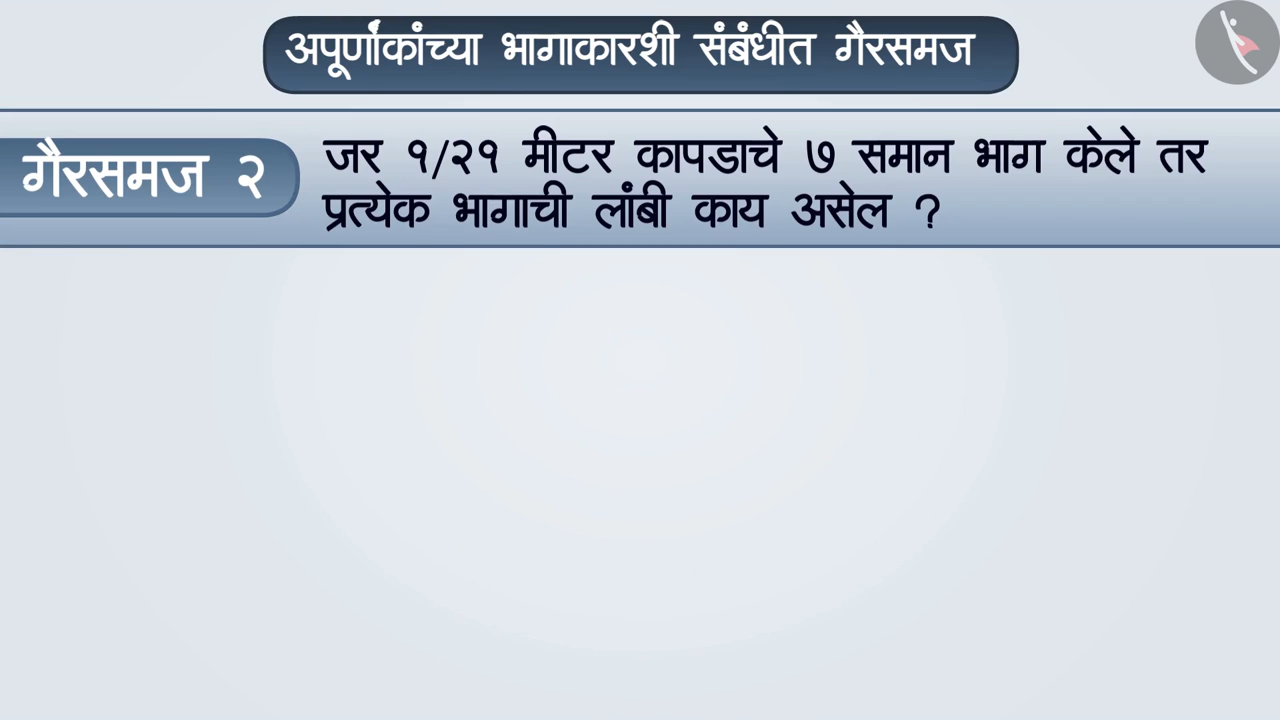 अपूर्णांकांच्या भागाकारशी संबंधीत गैरसमज
गैरसमज २
जर १/२१ मीटर कापडाचे ७ समान भाग केले तर
प्रत्येक भागाची लांबी काय असेल ?